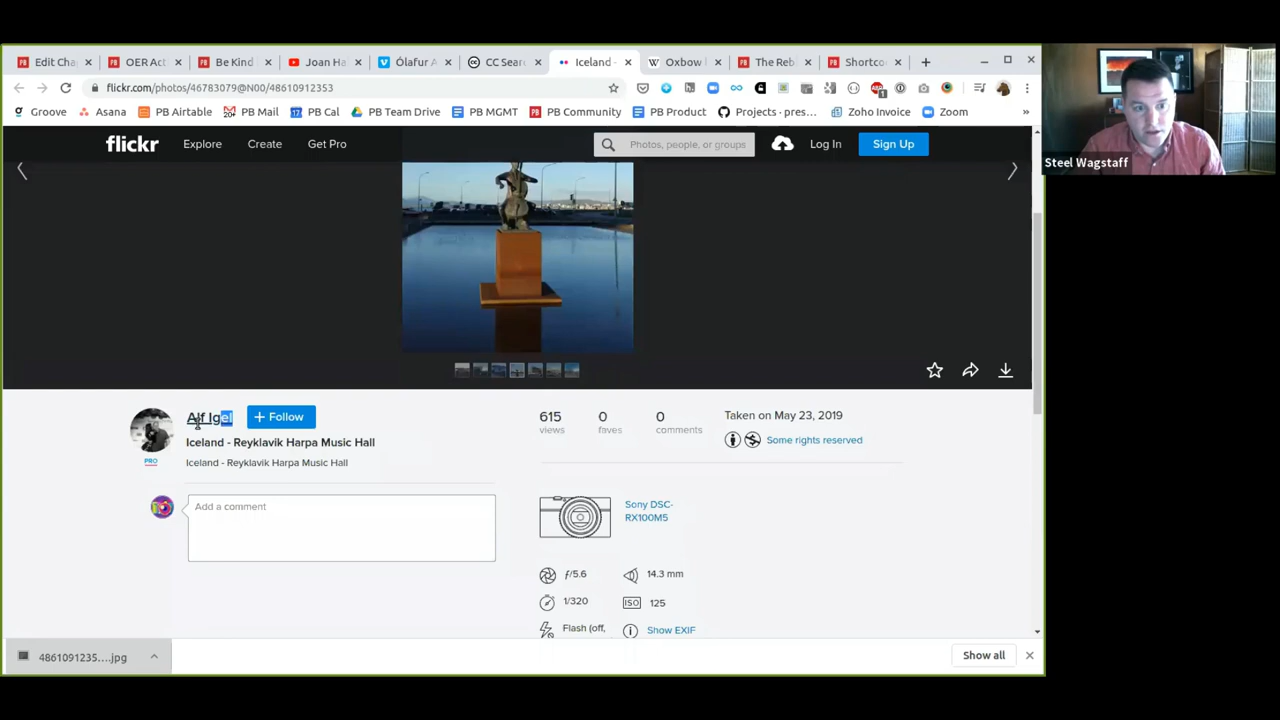 Edit Cha
OER Act
Be Kind
Joan Ha
Ólafur A
CC Sear
Iceland -
Oxbow
The Reb
Shortco
flickr.com/photos/46783079@N00/48610912353
Groove
Asana
PB Airtable
PB Mail
PB Cal
PB Team Drive
PB MGMT
PB Community
PB Product
Projects - pres…
Zoho Invoice
Zoom
»
flickr
Explore
Create
Get Pro
Photos, people, or groups
Log In
Sign Up
Steel Wagstaff
Alf Igel
+ Follow
Iceland - Reykjavik Harpa Music Hall
PRO
Iceland - Reykjavik Harpa Music Hall
615
views
0
faves
0
comments
Taken on May 23, 2019
Some rights reserved
Add a comment
Sony DSC-
RX100M5
ƒ/5.6
14.3 mm
1/320
ISO
125
Flash (off,
Show EXIF
4861091235....jpg
Show all